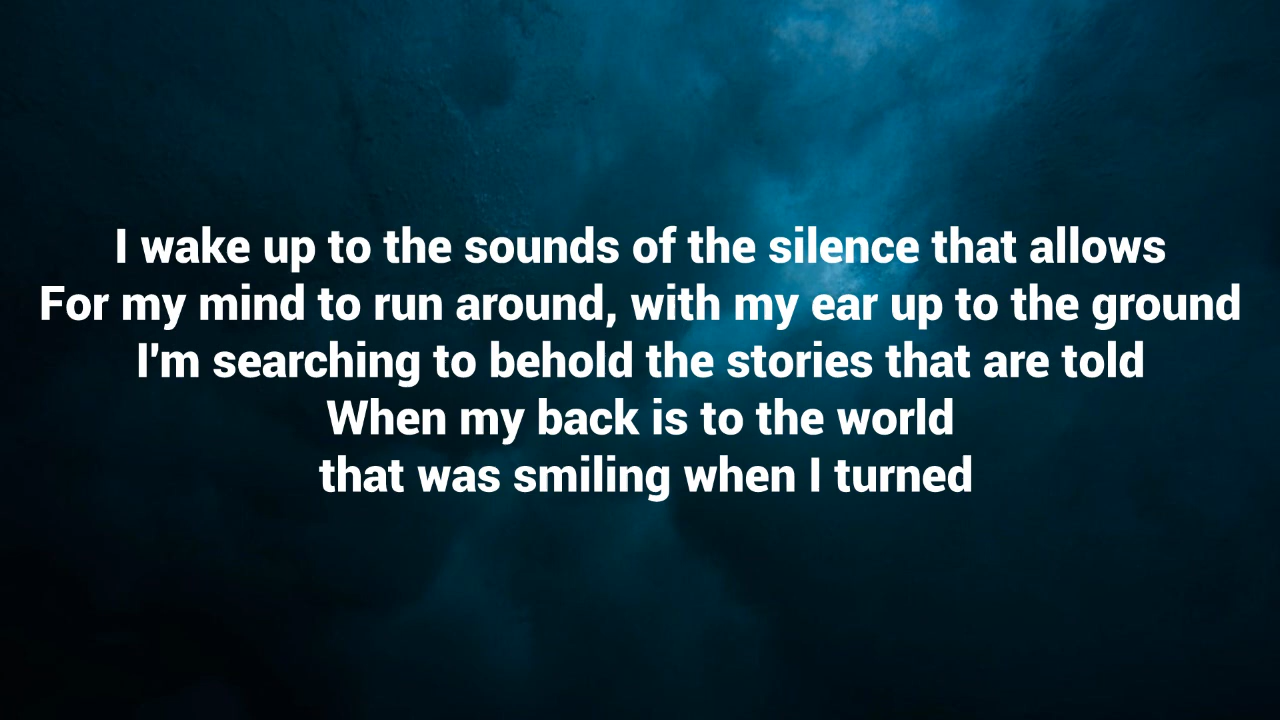 I wake up to the sounds of the silence that allows
For my mind to run around, with my ear up to the ground
I'm searching to behold the stories that are told
When my back is to the world
that was smiling when I turned